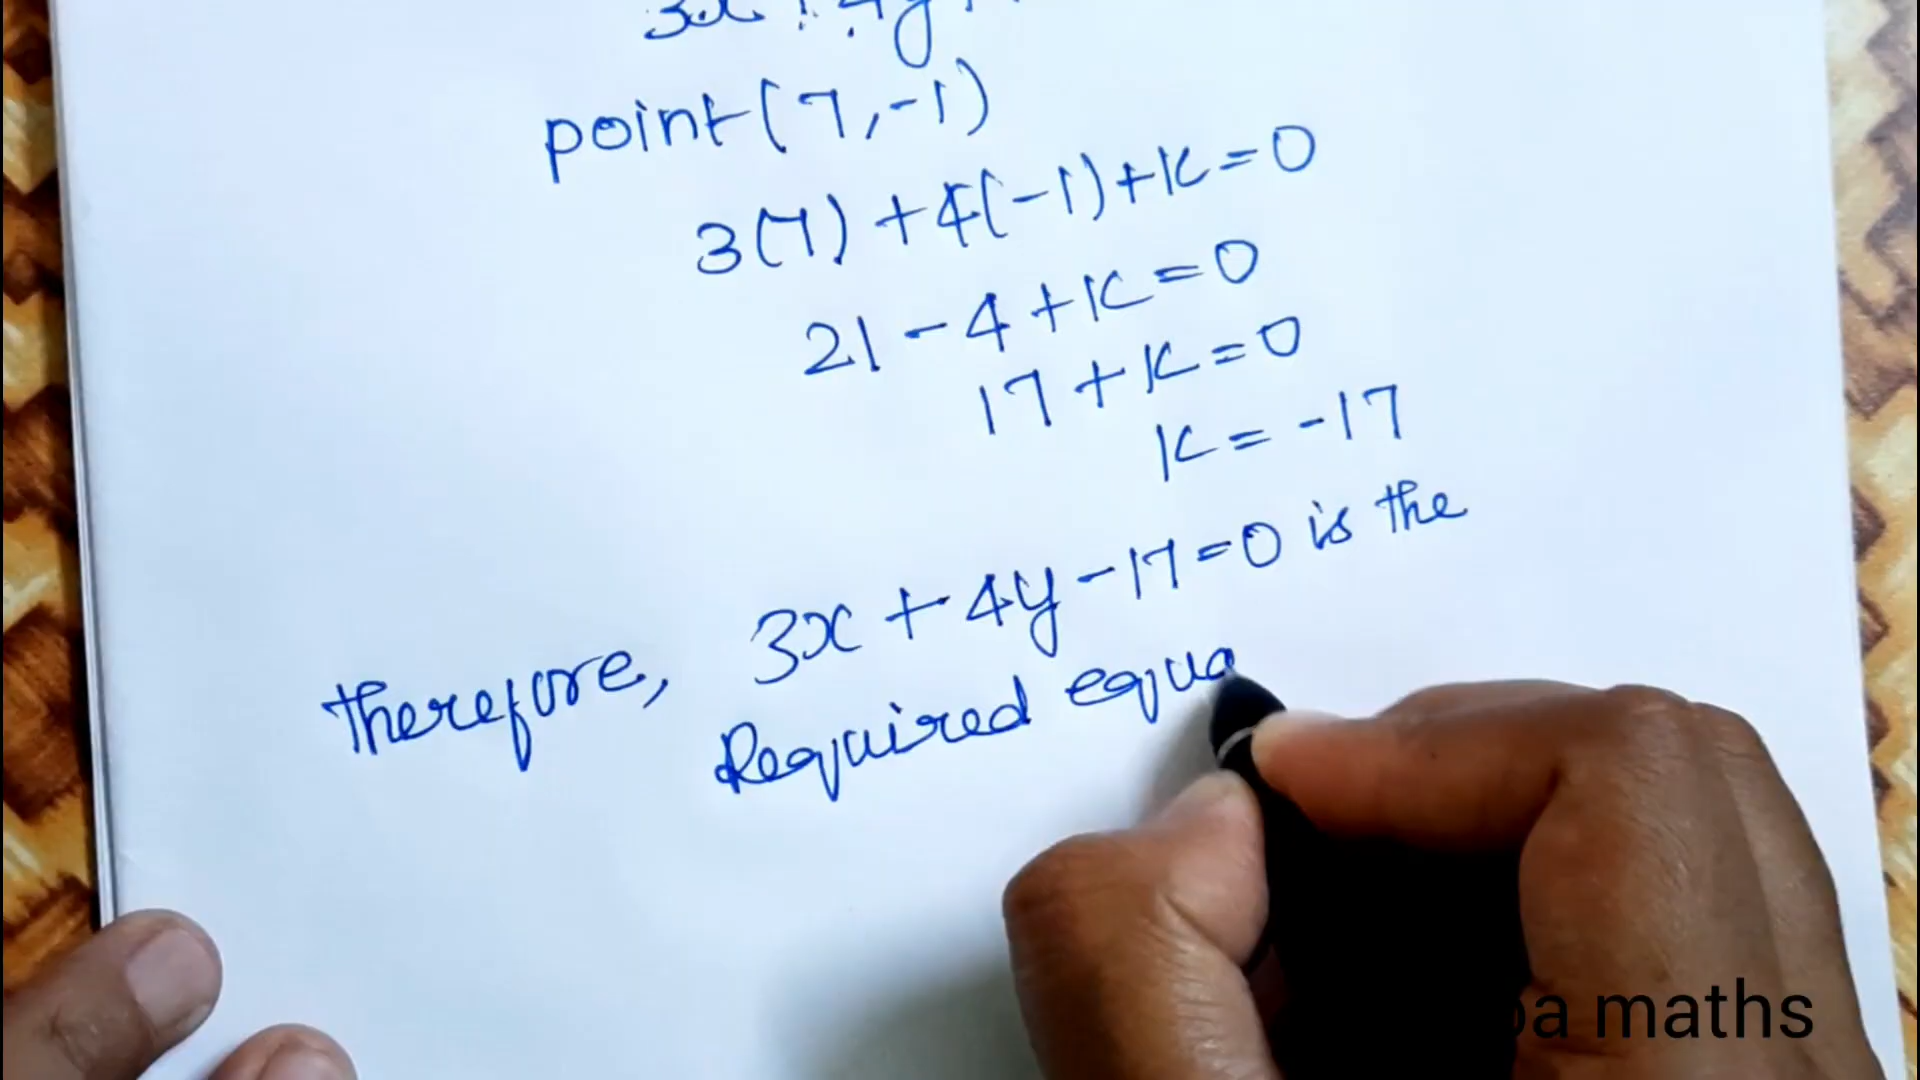 point (7, -1)
3(7) + 4(-1) + K = 0
21 - 4 + K = 0
17 + K = 0
K = -17
therefore, 3x + 4y - 17 = 0 is the
Required equa
maths